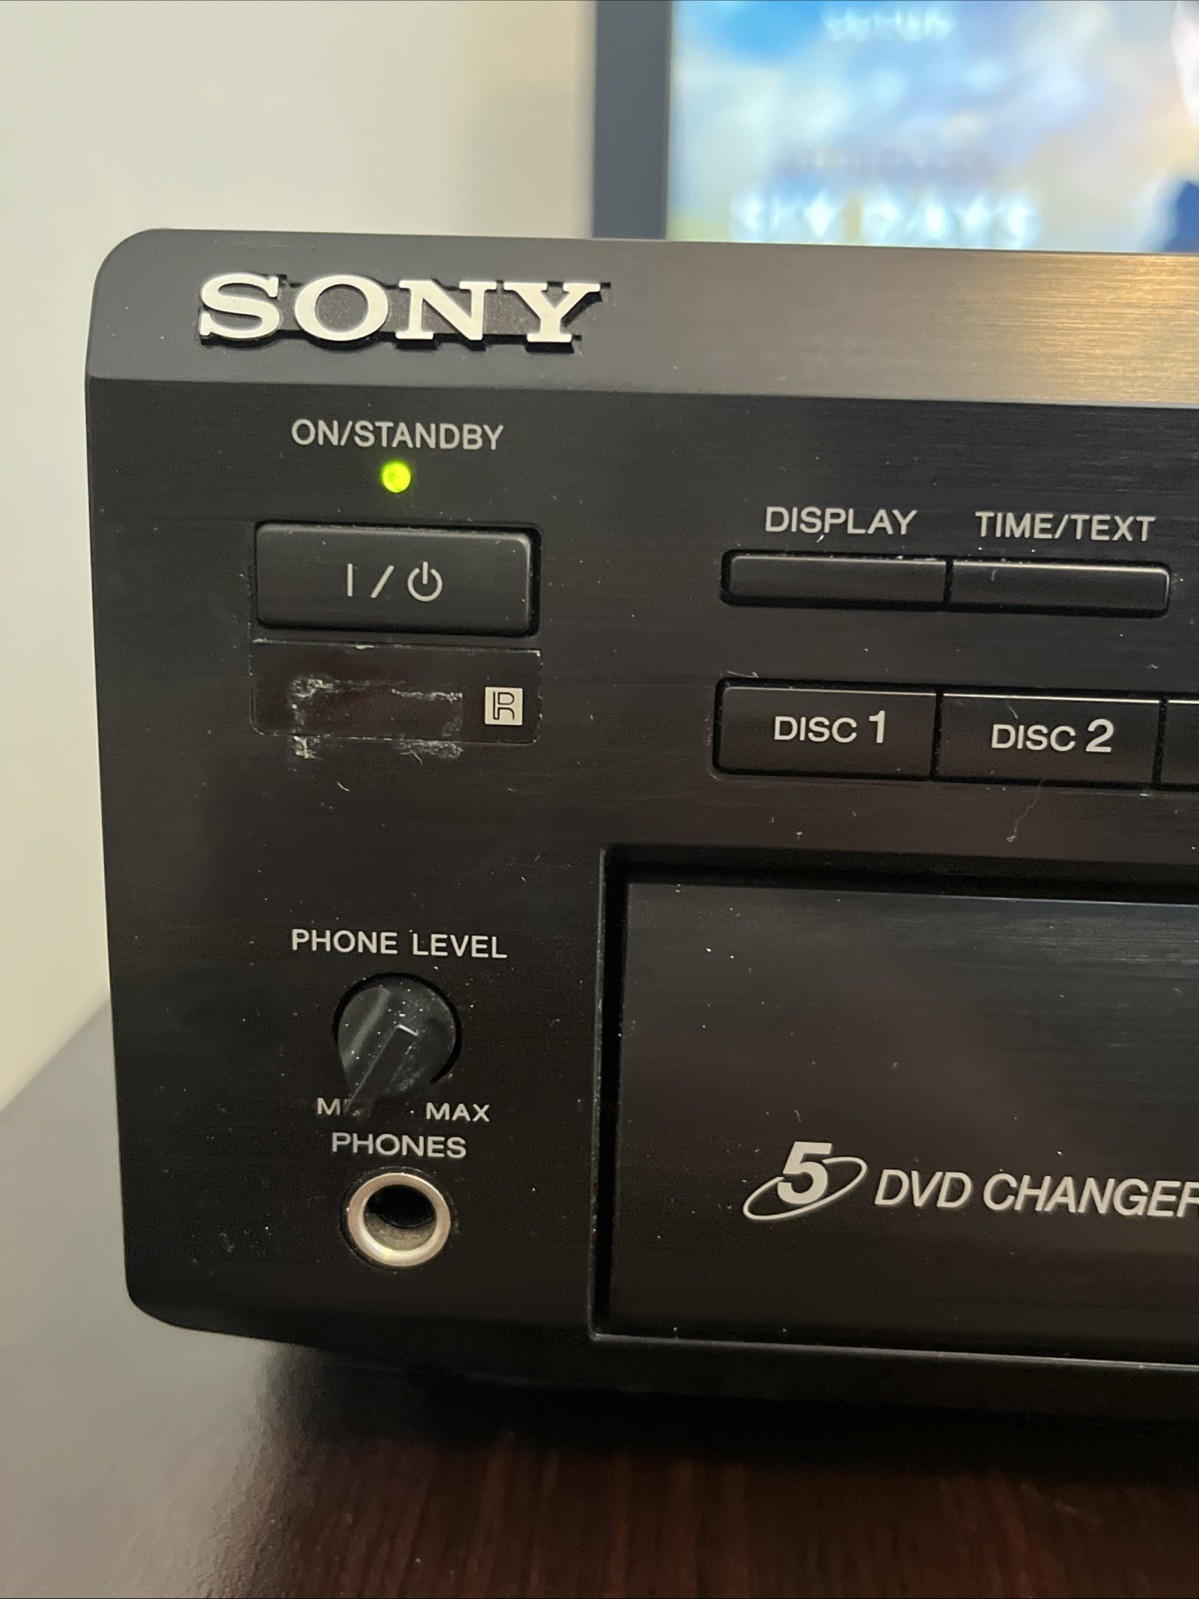 SONY
ON/STANDBY
I / ⏻
R
DISPLAY TIME/TEXT
DISC 1 DISC 2
PHONE LEVEL
MAX
PHONES
5 DVD CHANGER